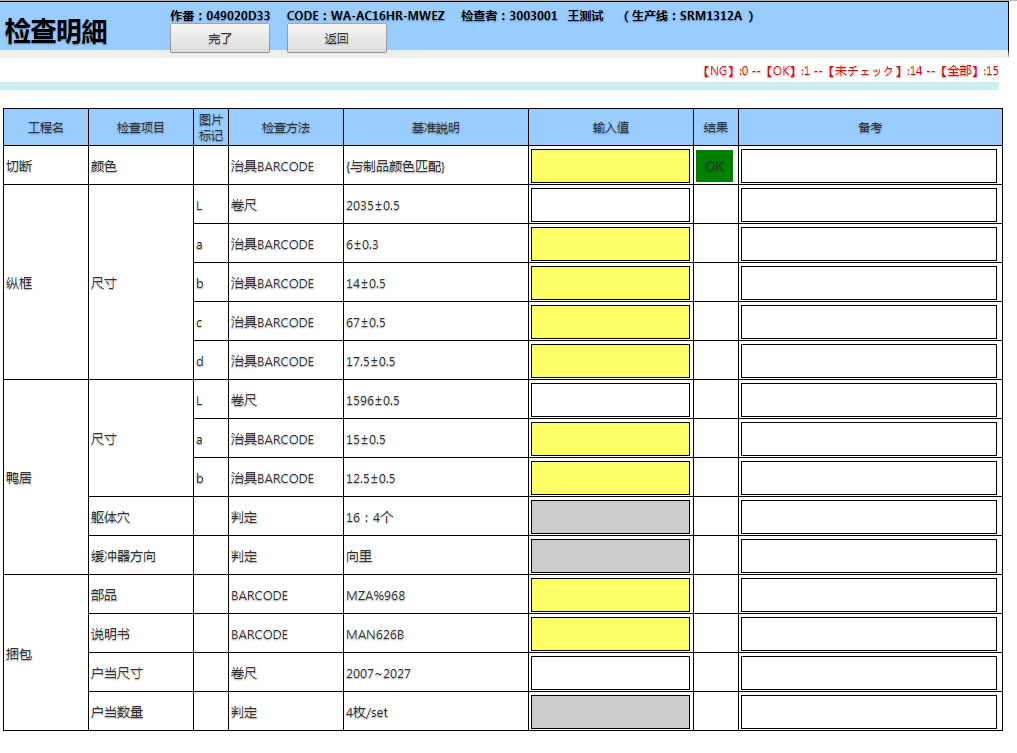 检查明細
作番：049020D33 CODE：WA-AC16HR-MWEZ 检查者：3003001 王测试 （ 生产线：SRM1312A ）
完了 返回
【NG】:0 --【OK】:1 --【未チェック】:14 --【全部】:15
工程名 检查项目 图片标记 检查方法 基准説明 输入值 结果 备考
切断 颜色 治具BARCODE {与制品颜色匹配} OK
纵框 尺寸 L 卷尺 2035±0.5
a 治具BARCODE 6±0.3
b 治具BARCODE 14±0.5
c 治具BARCODE 67±0.5
d 治具BARCODE 17.5±0.5
鸭居 尺寸 L 卷尺 1596±0.5
a 治具BARCODE 15±0.5
b 治具BARCODE 12.5±0.5
躯体穴 判定 16：4个
缓冲器方向 判定 向里
捆包 部品 BARCODE MZA%968
说明书 BARCODE MAN626B
户当尺寸 卷尺 2007~2027
户当数量 判定 4枚/set